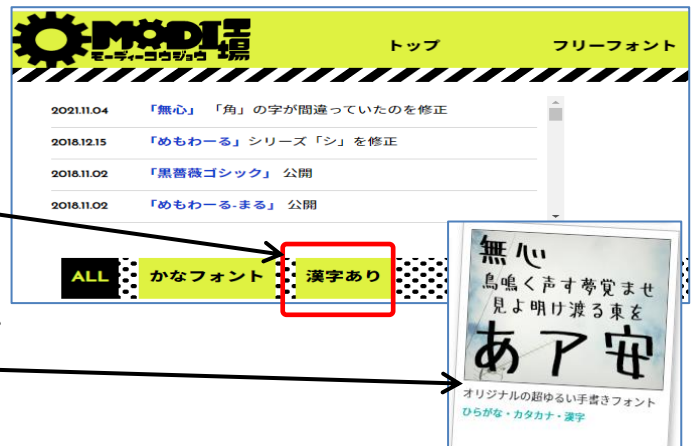 MODI工場
モーディーコウジョウ
トップ
フリーフォント
2021.11.04 「無心」 「角」の字が間違っていたのを修正
2018.12.15 「めもわーる」シリーズ「シ」を修正
2018.11.02 「黒薔薇ゴシック」 公開
2018.11.02 「めもわーる-まる」 公開
ALL
かなフォント
漢字あり
無心
鳥鳴く声す夢覚ませ
見よ明け渡る東を
あア安
オリジナルの超ゆるい手書きフォント
ひらがな・カタカナ・漢字